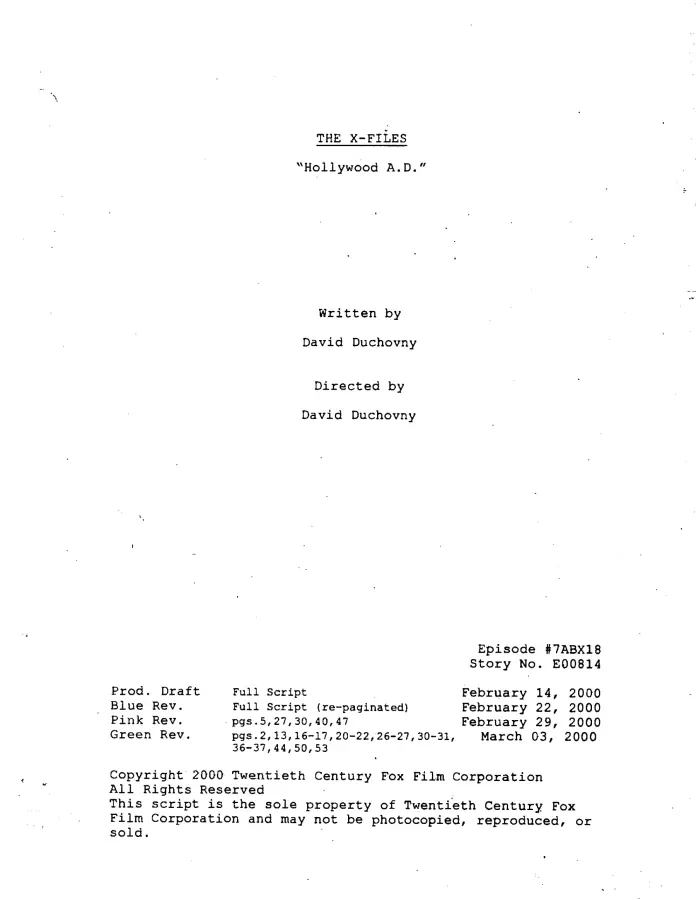 THE X-FILES
"Hollywood A.D."
Written by
David Duchovny
Directed by
David Duchovny
Episode #7ABX18
Story No. E00814
Prod. Draft Full Script February 14, 2000
Blue Rev. Full Script (re-paginated) February 22, 2000
Pink Rev. pgs.5,27,30,40,47 February 29, 2000
Green Rev. pgs.2,13,16-17,20-22,26-27,30-31, March 03, 2000
36-37,44,50,53
Copyright 2000 Twentieth Century Fox Film Corporation
All Rights Reserved
This script is the sole property of Twentieth Century Fox
Film Corporation and may not be photocopied, reproduced, or
sold.